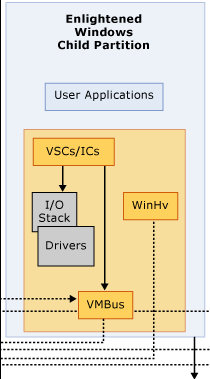 Enlightened
Windows
Child Partition
User Applications
VSCs/ICs
I/O
Stack
WinHv
Drivers
VMBus